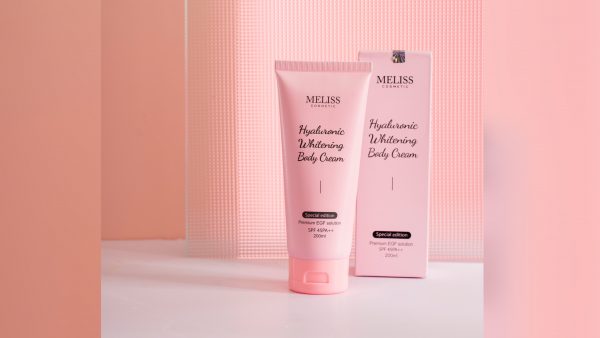 MELISS
COSMETIC
Hyaluronic
Whitening
Body Cream
Special edition
Premium EGF solution
SPF 45PA++
200ml
MELISS
COSMETIC
Hyaluronic
Whitening
Body Cream
Special edition
Premium EGF solution
SPF 45PA++
200ml